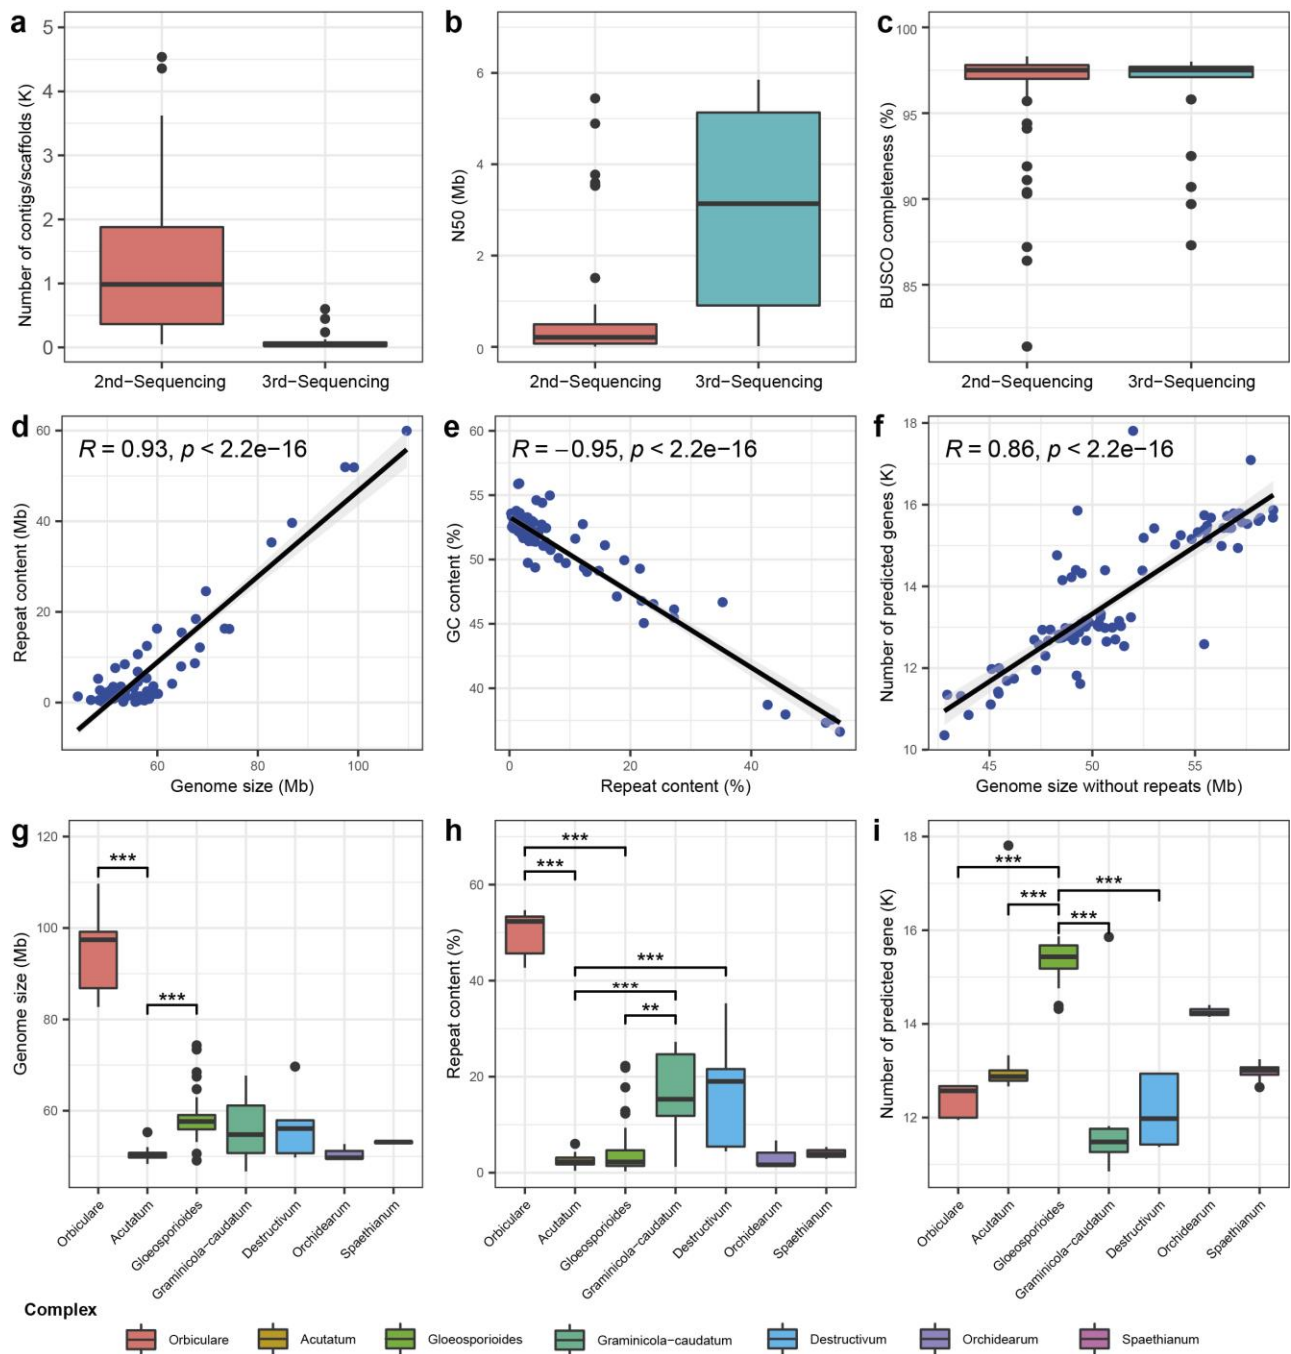 a
Number of contigs/scaffolds (K)
5
4
3
2
1
0
2nd−Sequencing
3rd−Sequencing
b
N50 (Mb)
6
4
2
0
2nd−Sequencing
3rd−Sequencing
c
BUSCO completeness (%)
100
95
90
85
2nd−Sequencing
3rd−Sequencing
d
R = 0.93, p < 2.2e−16
Repeat content (Mb)
60
40
20
0
60
80
100
Genome size (Mb)
e
R = −0.95, p < 2.2e−16
GC content (%)
60
55
50
45
40
0
20
40
Repeat content (%)
f
R = 0.86, p < 2.2e−16
Number of predicted genes (K)
18
16
14
12
10
45
50
55
Genome size without repeats (Mb)
g
Genome size (Mb)
120
100
80
60
***
***
Orbiculare
Acutatum
Gloeosporioides
Graminicola−caudatum
Destructivum
Orchidearum
Spaethianum
h
Repeat content (%)
60
40
20
0
***
***
***
***
**
Orbiculare
Acutatum
Gloeosporioides
Graminicola−caudatum
Destructivum
Orchidearum
Spaethianum
i
Number of predicted gene (K)
18
16
14
12
***
***
***
***
Orbiculare
Acutatum
Gloeosporioides
Graminicola−caudatum
Destructivum
Orchidearum
Spaethianum
Complex
Orbiculare
Acutatum
Gloeosporioides
Graminicola−caudatum
Destructivum
Orchidearum
Spaethianum